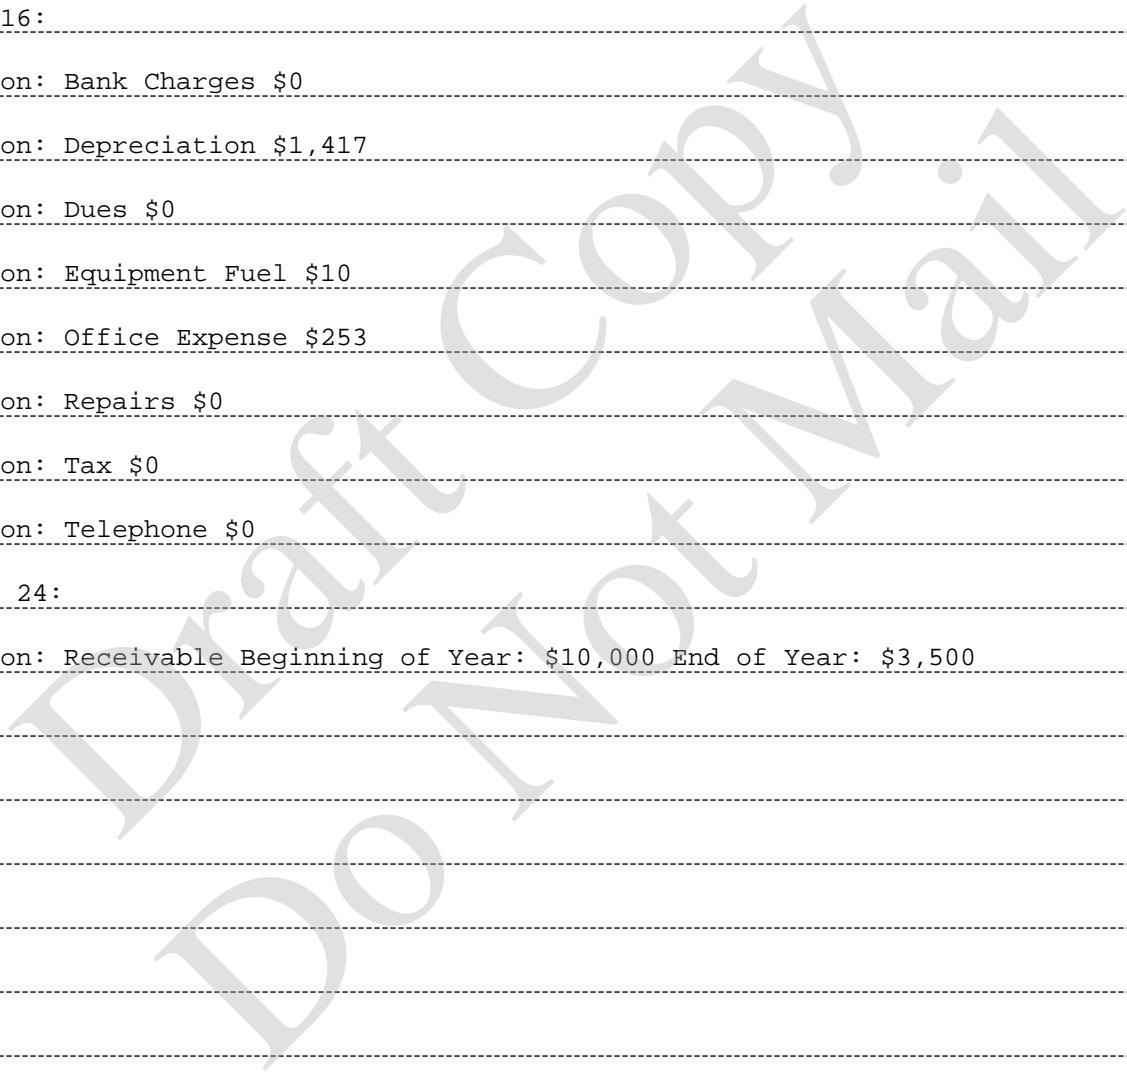 16:
on: Bank Charges $0
on: Depreciation $1,417
on: Dues $0
on: Equipment Fuel $10
on: Office Expense $253
on: Repairs $0
on: Tax $0
on: Telephone $0
24:
on: Receivable Beginning of Year: $10,000 End of Year: $3,500
Draft Copy
Do Not Mail